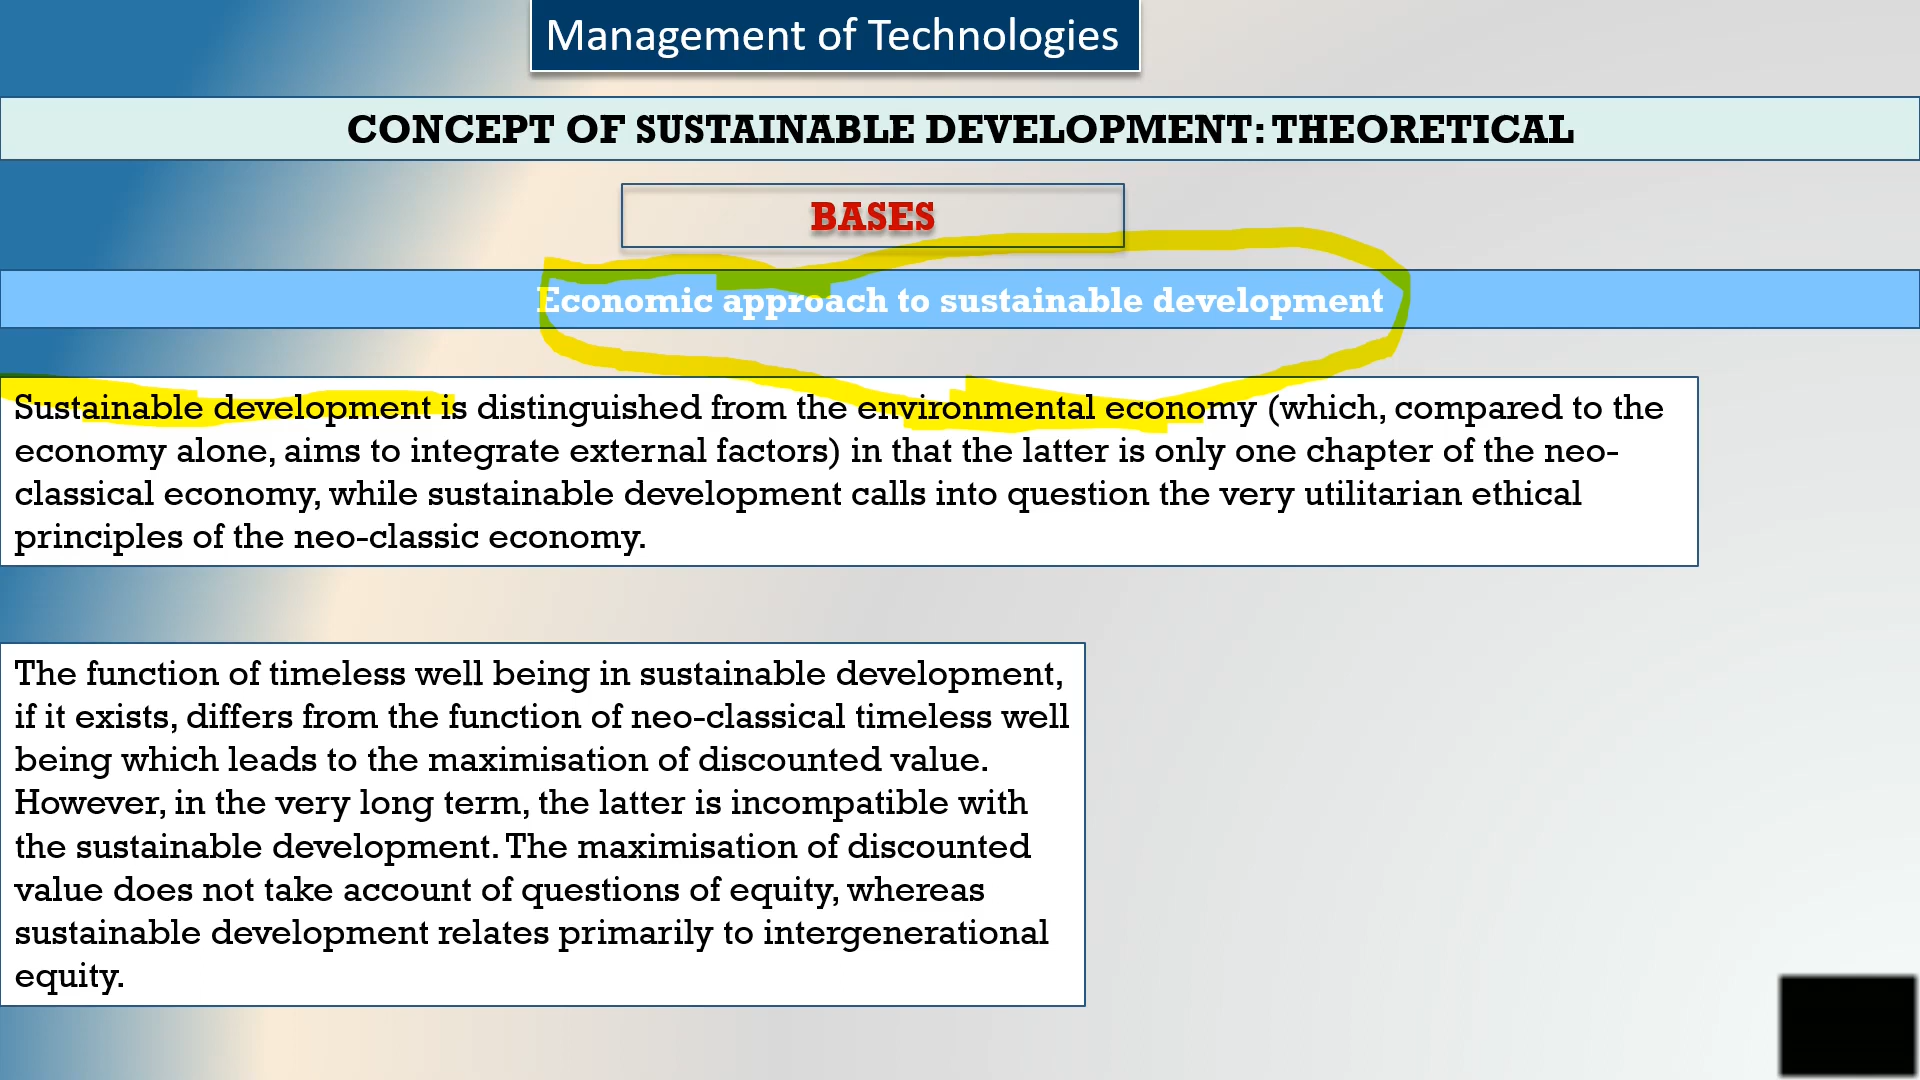 Management of Technologies
CONCEPT OF SUSTAINABLE DEVELOPMENT: THEORETICAL
BASES
Economic approach to sustainable development
Sustainable development is distinguished from the environmental economy (which, compared to the
economy alone, aims to integrate external factors) in that the latter is only one chapter of the neo-
classical economy, while sustainable development calls into question the very utilitarian ethical
principles of the neo-classic economy.
The function of timeless well being in sustainable development,
if it exists, differs from the function of neo-classical timeless well
being which leads to the maximisation of discounted value.
However, in the very long term, the latter is incompatible with
the sustainable development. The maximisation of discounted
value does not take account of questions of equity, whereas
sustainable development relates primarily to intergenerational
equity.